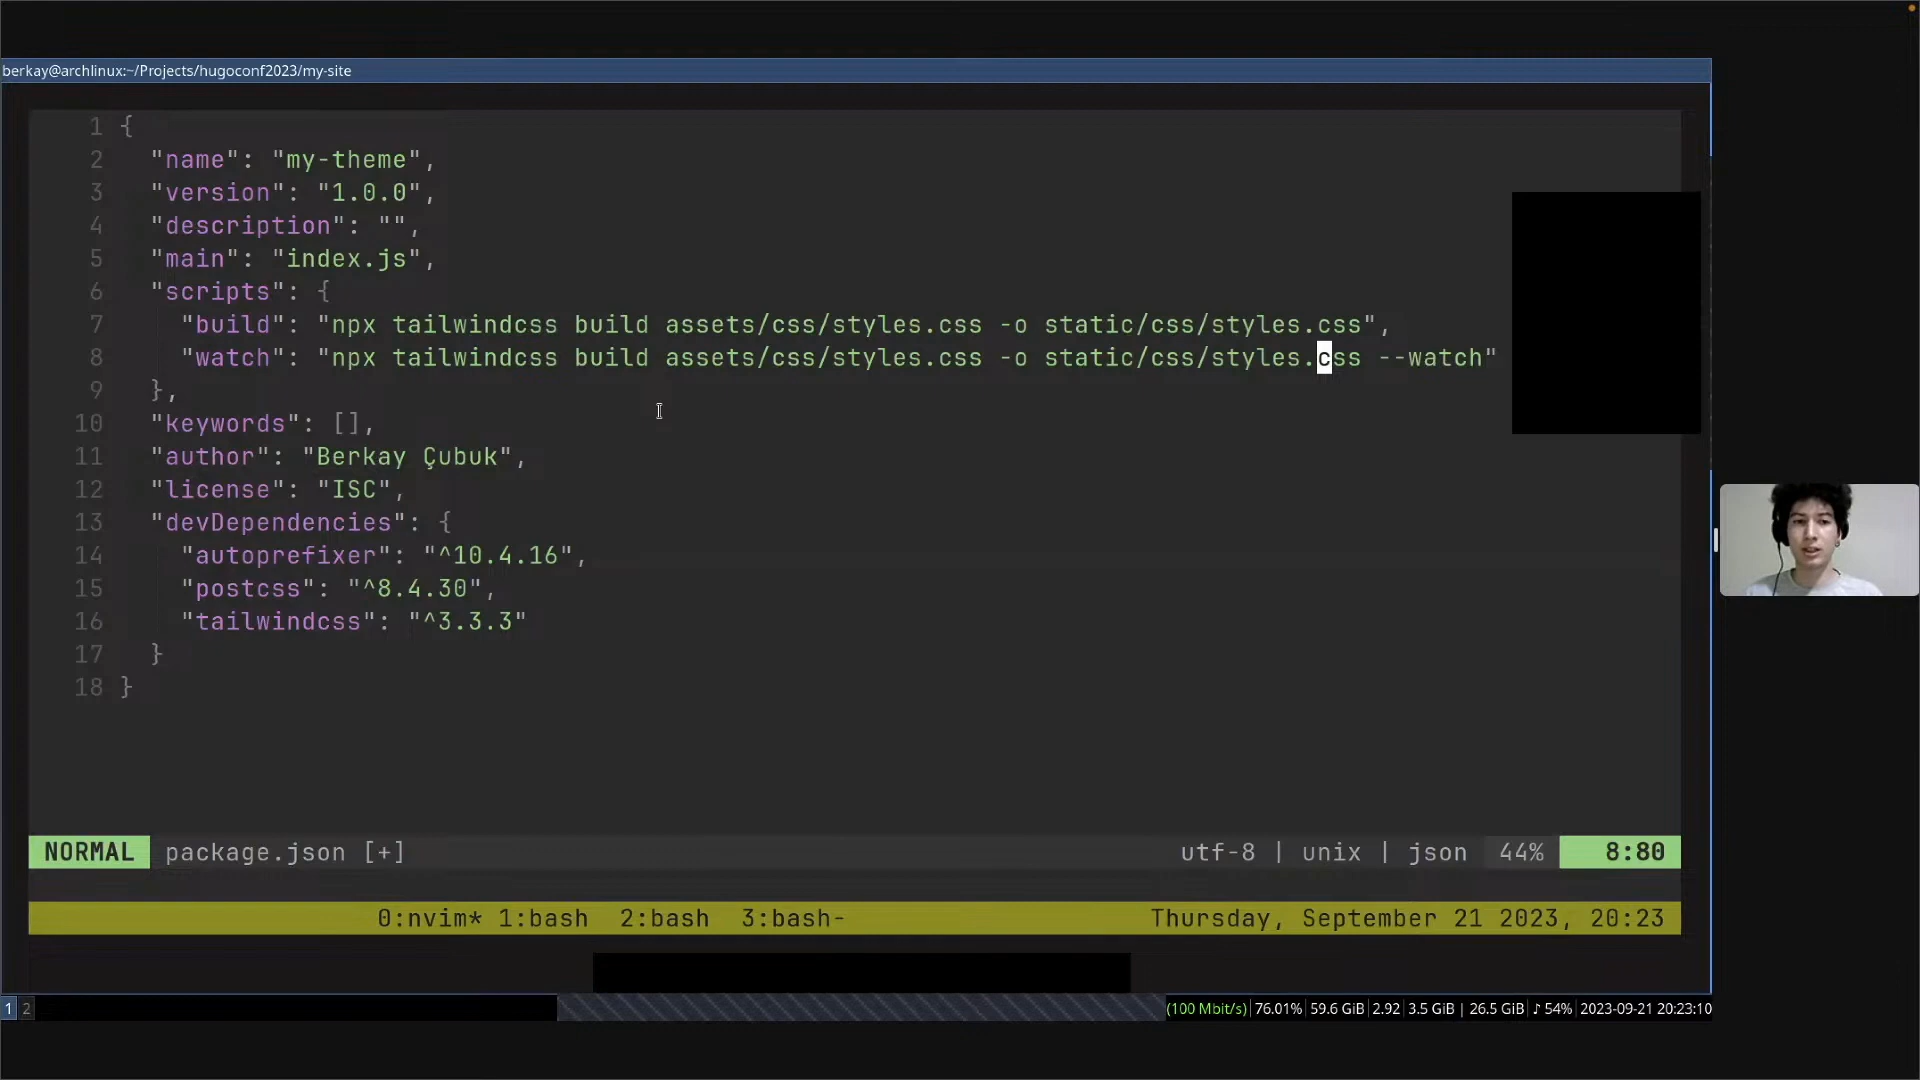 berkay@archlinux:~/Projects/hugoconf2023/my-site
1 {
2   "name": "my-theme",
3   "version": "1.0.0",
4   "description": "",
5   "main": "index.js",
6   "scripts": {
7     "build": "npx tailwindcss build assets/css/styles.css -o static/css/styles.css",
8     "watch": "npx tailwindcss build assets/css/styles.css -o static/css/styles.css --watch"
9   },
10   "keywords": [],
11   "author": "Berkay Çubuk",
12   "license": "ISC",
13   "devDependencies": {
14     "autoprefixer": "^10.4.16",
15     "postcss": "^8.4.30",
16     "tailwindcss": "^3.3.3"
17   }
18 }
NORMAL package.json [+] utf-8 | unix | json 44% 8:80
0:nvim* 1:bash 2:bash 3:bash- Thursday, September 21 2023, 20:23
1 2 (100 Mbit/s) 76.01% 59.6 GiB 2.92 3.5 GiB | 26.5 GiB ♪ 54% 2023-09-21 20:23:10